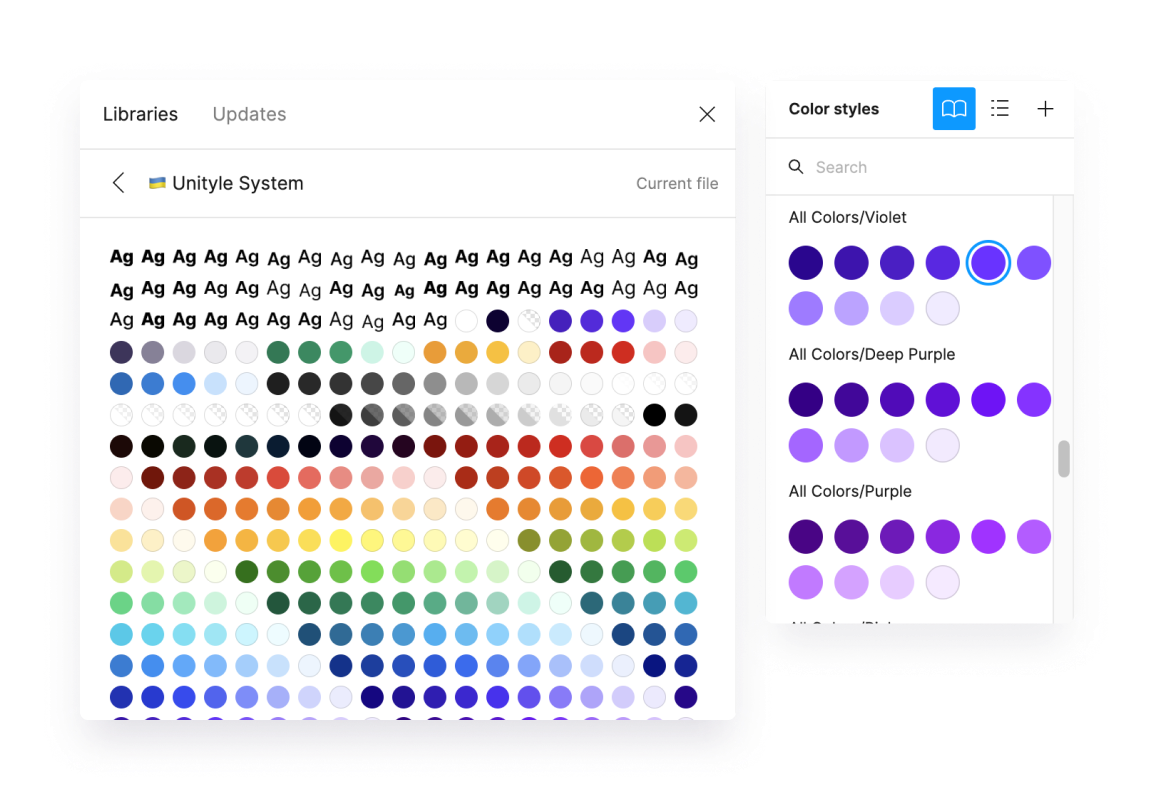 Libraries Updates
Unityle System Current file
Ag Ag Ag Ag Ag Ag Ag Ag Ag Ag Ag Ag Ag Ag Ag Ag Ag Ag Ag
Ag Ag Ag Ag Ag Ag Ag Ag Ag Ag Ag Ag Ag Ag Ag Ag Ag Ag Ag
Ag Ag Ag Ag Ag Ag Ag Ag Ag Ag Ag
Color styles
Search
All Colors/Violet
All Colors/Deep Purple
All Colors/Purple